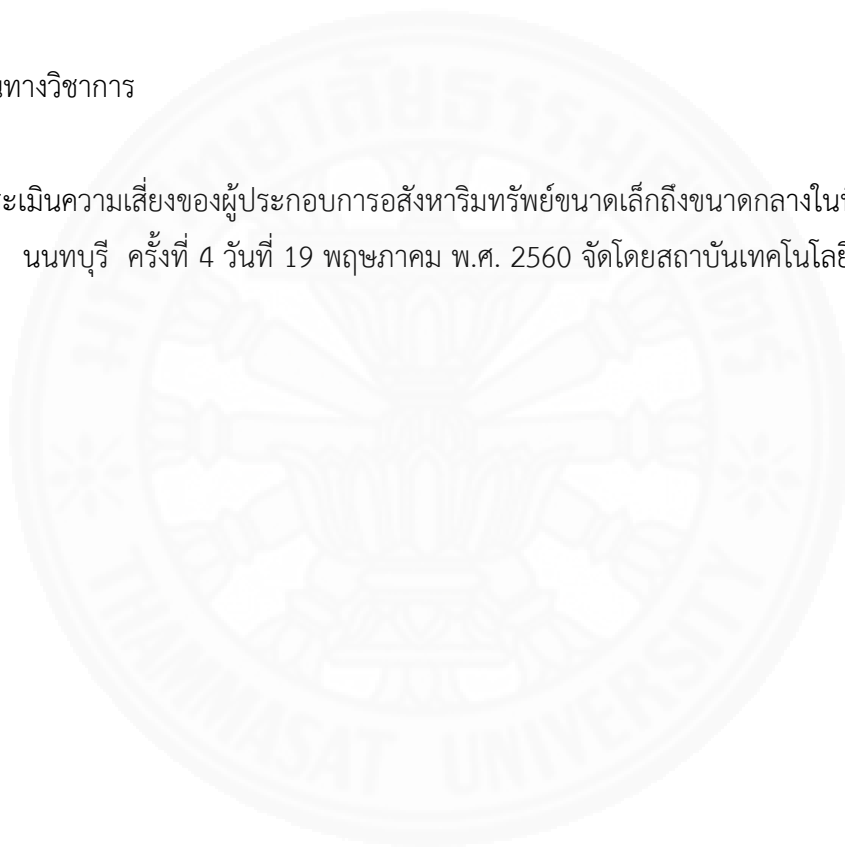 ทางวิชาการ
ประเมินความเสี่ยงของผู้ประกอบการอสังหาริมทรัพย์ขนาดเล็กถึงขนาดกลางใน
นนทบุรี ครั้งที่ 4 วันที่ 19 พฤษภาคม พ.ศ. 2560 จัดโดยสถาบันเทคโนโลยี
THAMMASAT UNIVERSITY